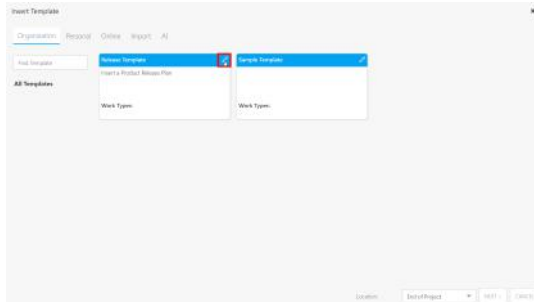 Insert Template
Organization Personal Online Import AI
Find Template
All Templates
Release Template
Insert a Product Release Plan
Work Types:
Sample Template
Work Types:
Location: End of Project NEXT CANCEL